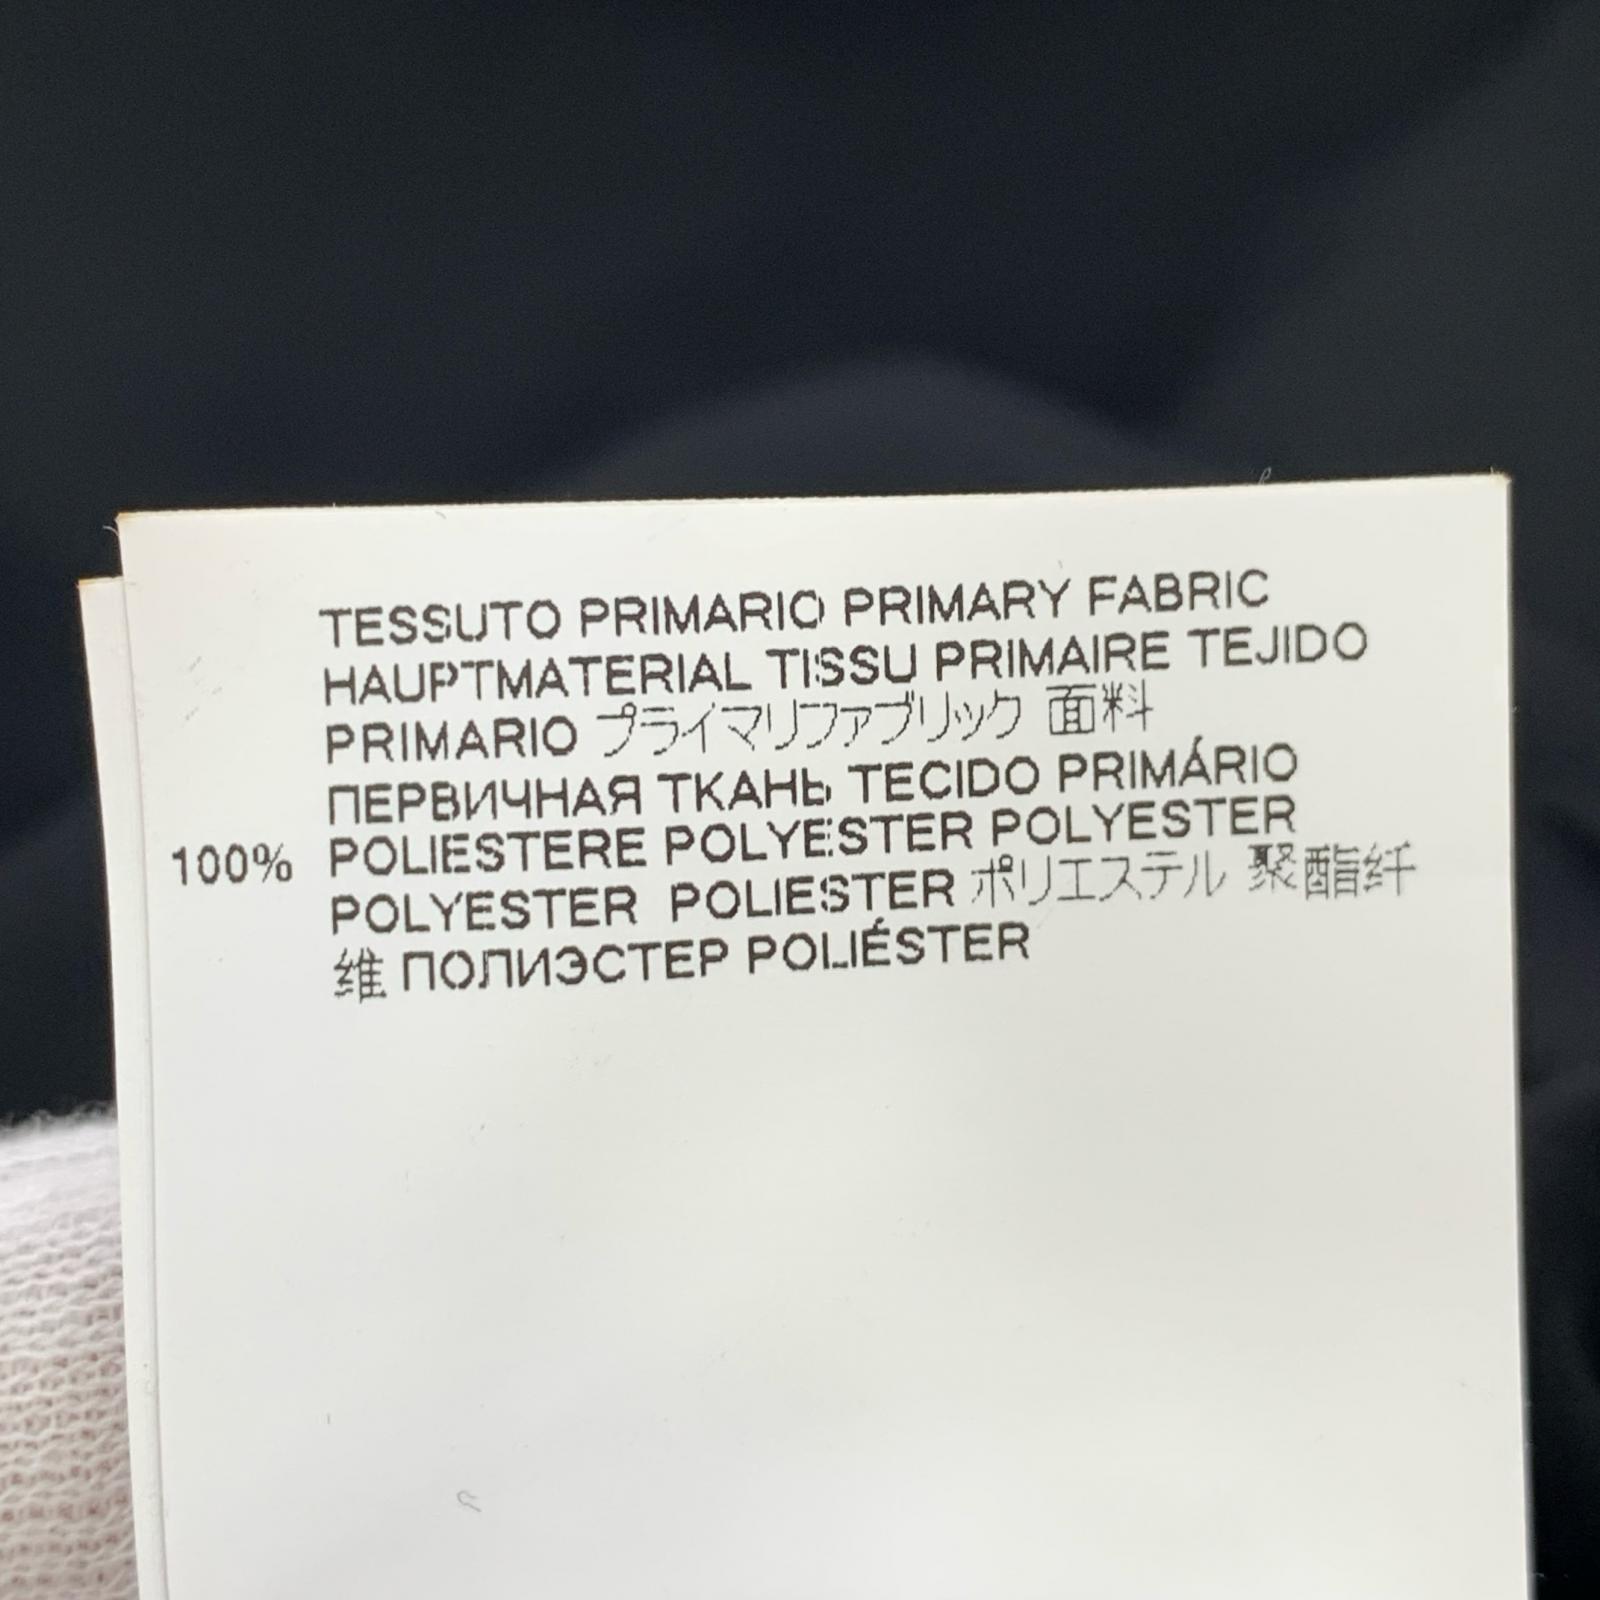 TESSUTO PRIMARIO PRIMARY FABRIC
HAUPTMATERIAL TISSU PRIMAIRE TEJIDO
PRIMARIO プライマリファブリック 面料
ПЕРВИЧНАЯ ТКАНЬ TECIDO PRIMÁRIO
100% POLIESTERE POLYESTER POLYESTER
POLYESTER POLIESTER ポリエステル 聚酯纤
维 ПОЛИЭСТЕР POLIÉSTER